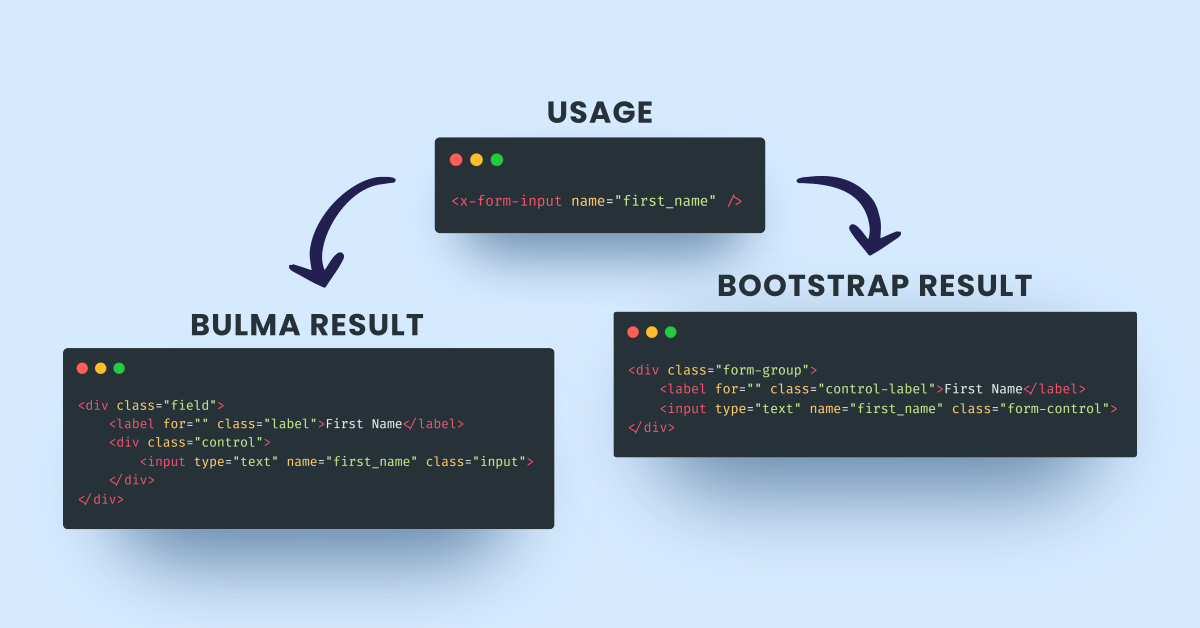 USAGE
<x-form-input name="first_name" />
BULMA RESULT
<div class="field">
    <label for="" class="label">First Name</label>
    <div class="control">
        <input type="text" name="first_name" class="input">
    </div>
</div>
BOOTSTRAP RESULT
<div class="form-group">
    <label for="" class="control-label">First Name</label>
    <input type="text" name="first_name" class="form-control">
</div>